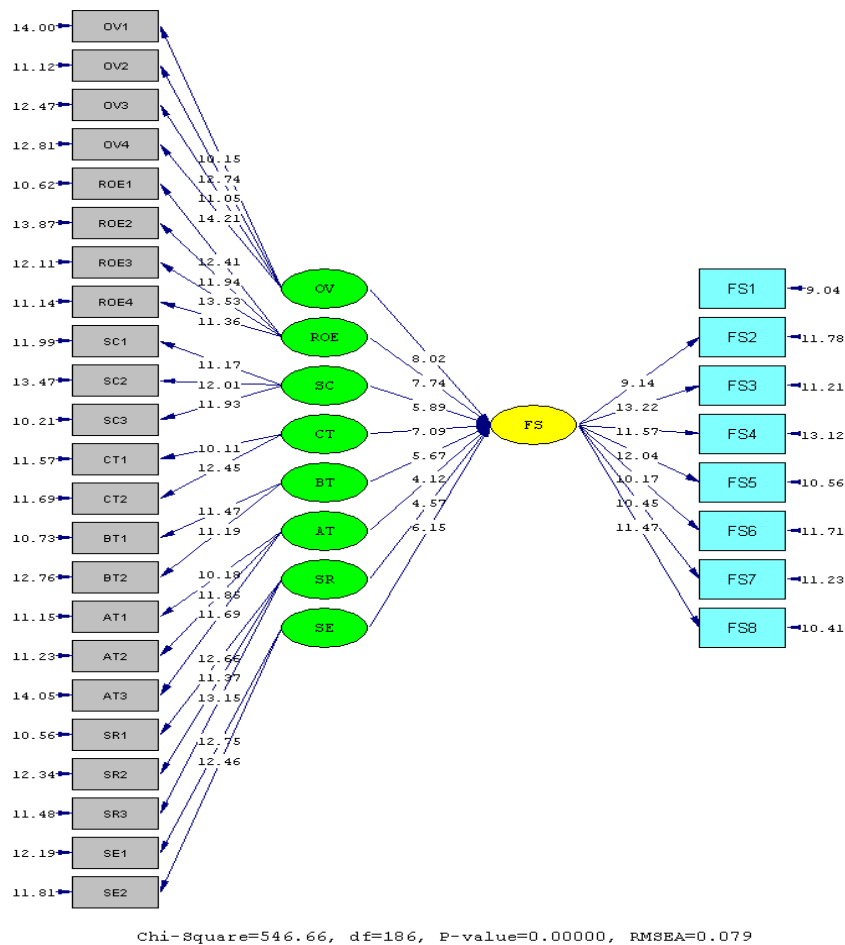 14.00 OV1
11.12 OV2
12.47 OV3
12.81 OV4
10.62 ROE1
13.87 ROE2
12.11 ROE3
11.14 ROE4
11.99 SC1
13.47 SC2
10.21 SC3
11.57 CT1
11.69 CT2
10.73 BT1
12.76 BT2
11.15 AT1
11.23 AT2
14.05 AT3
10.56 SR1
12.34 SR2
11.48 SR3
12.19 SE1
11.81 SE2
10.15
12.74
11.05
14.21
12.41
11.94
13.53
11.36
11.17
12.01
11.93
10.11
12.45
11.47
11.19
10.18
11.85
11.69
12.66
11.37
13.15
12.75
12.46
OV
ROE
SC
CT
BT
AT
SR
SE
8.02
7.74
5.89
7.09
5.67
4.12
4.57
6.15
FS
9.14
13.22
11.57
12.04
10.17
10.45
11.47
FS1 9.04
FS2 11.78
FS3 11.21
FS4 13.12
FS5 10.56
FS6 11.71
FS7 11.23
FS8 10.41
Chi-Square=546.66, df=186, P-value=0.00000, RMSEA=0.079